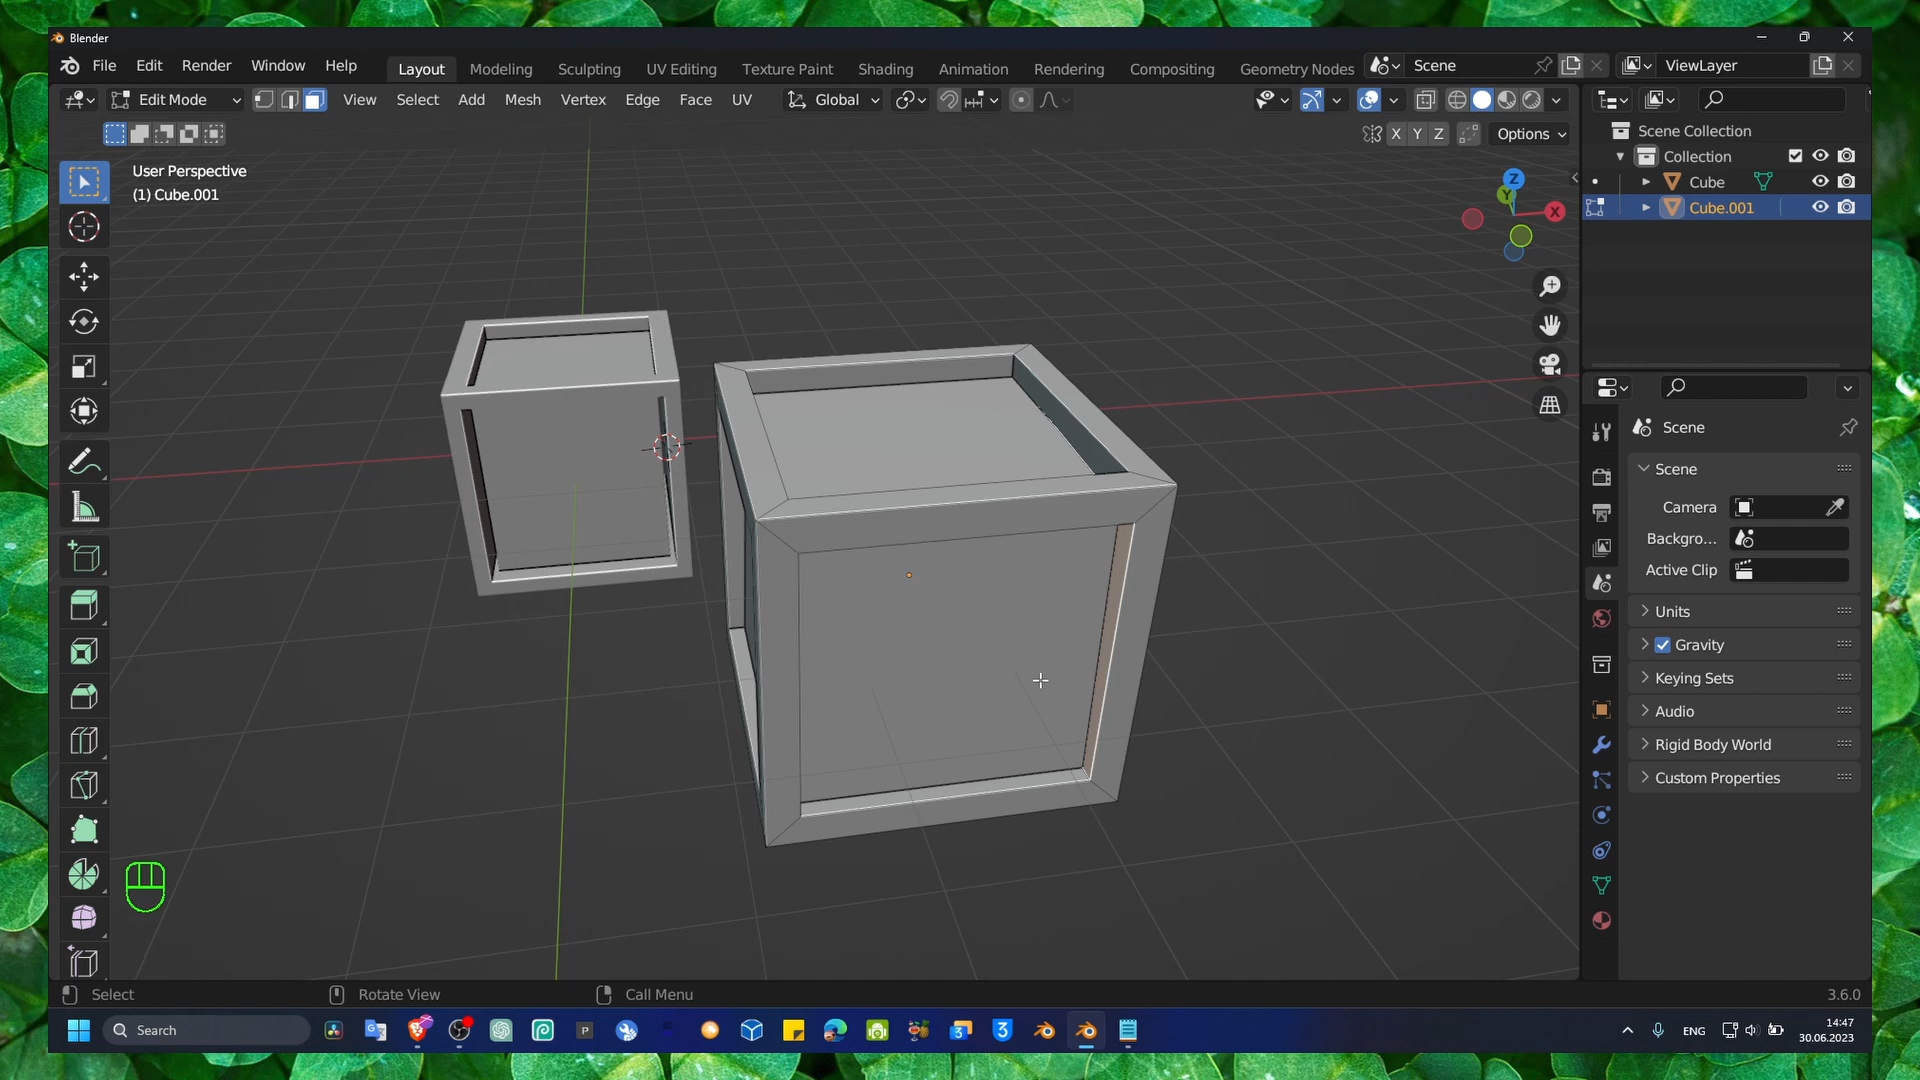 Blender
File Edit Render Window Help
Layout Modeling Sculpting UV Editing Texture Paint Shading Animation Rendering Compositing Geometry Nodes
Scene
ViewLayer
Edit Mode
View Select Add Mesh Vertex Edge Face UV
Global
X Y Z
Options
User Perspective
(1) Cube.001
Z
Y
X
Scene Collection
Collection
Cube
Cube.001
Scene
Scene
Camera
Backgro...
Active Clip
Units
Gravity
Keying Sets
Audio
Rigid Body World
Custom Properties
Select
Rotate View
Call Menu
3.6.0
Search
P
3
3
ENG
14:47
30.06.2023